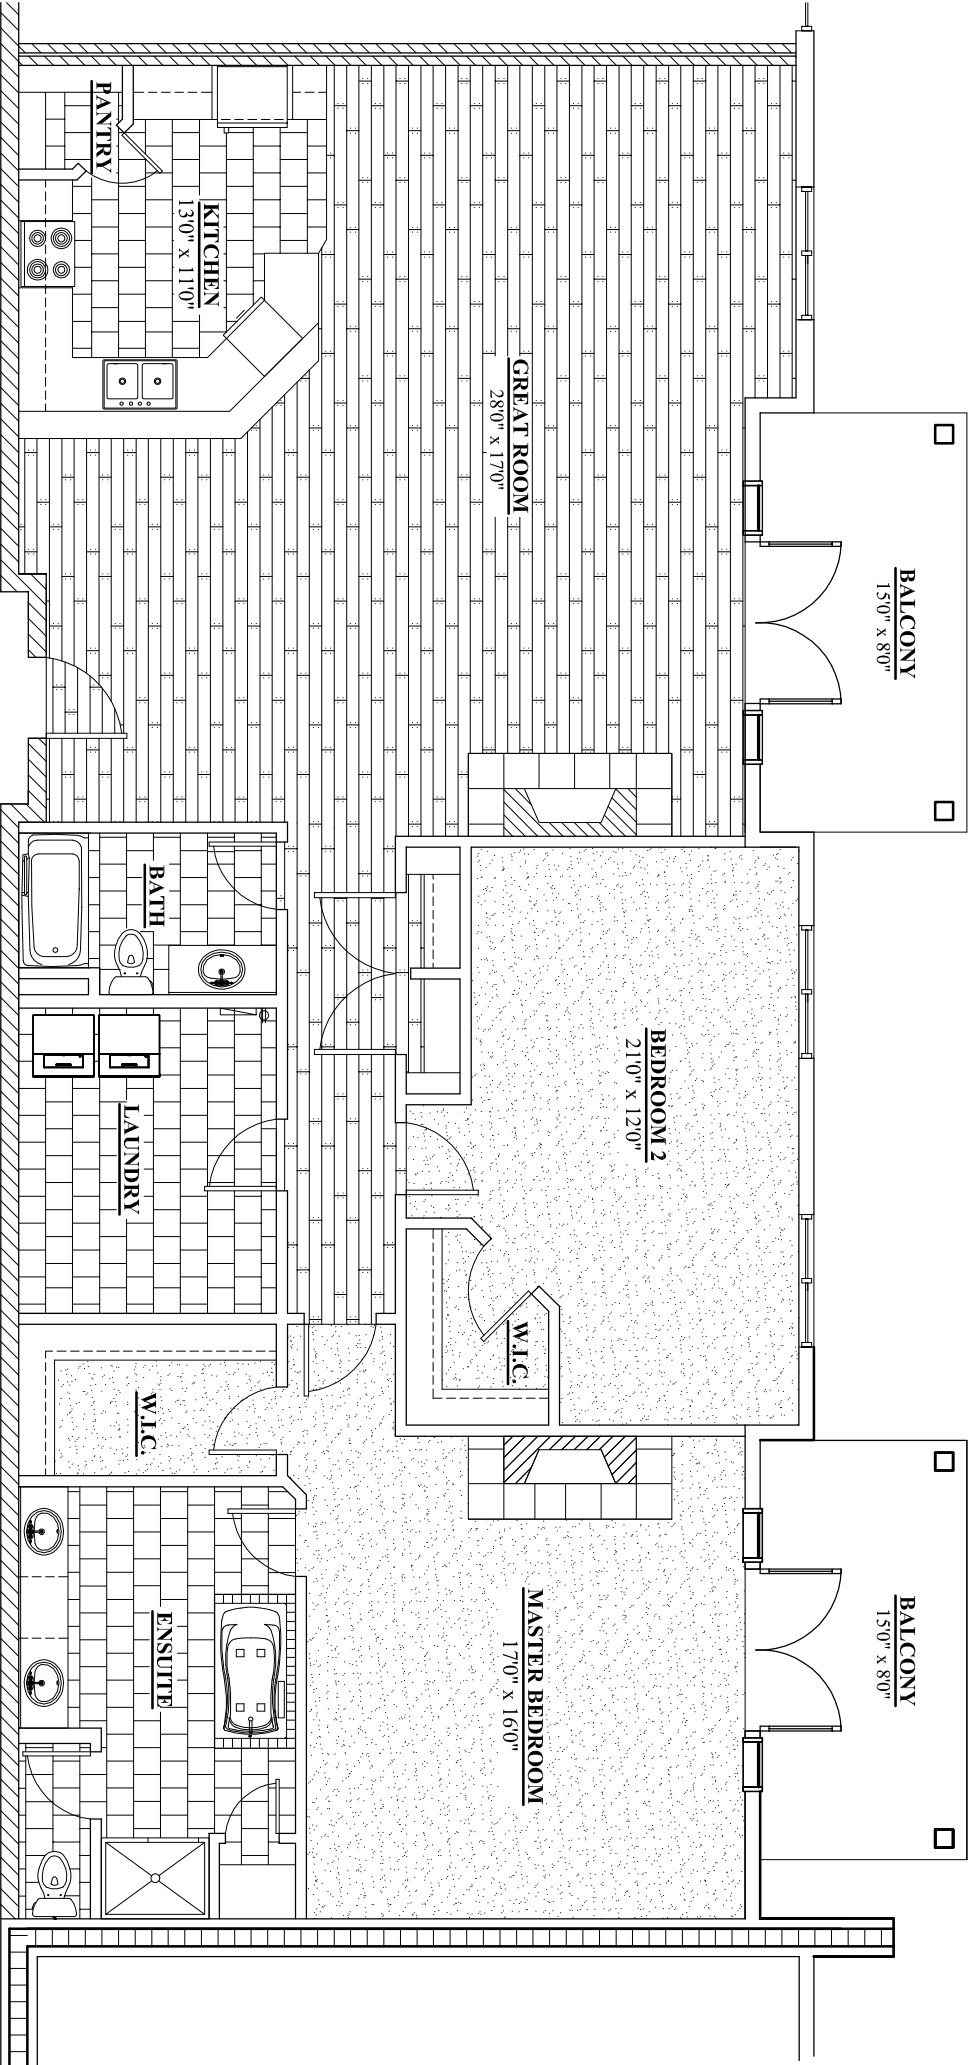 BALCONY
15'0" x 8'0"
BALCONY
15'0" x 8'0"
BEDROOM 2
21'0" x 12'0"
GREAT ROOM
28'0" x 17'0"
W.I.C.
MASTER BEDROOM
17'0" x 16'0"
KITCHEN
13'0" x 11'0"
PANTRY
BATH
LAUNDRY
W.I.C.
ENSUITE